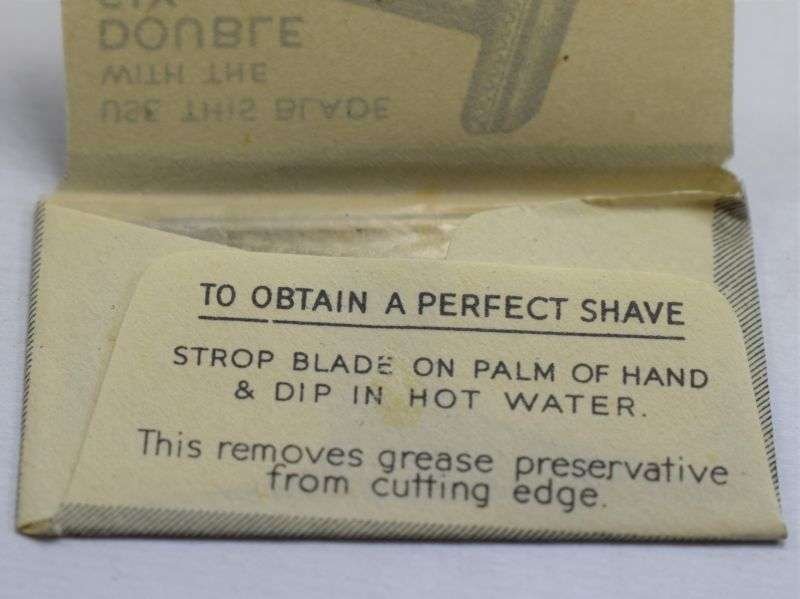 USE THIS BLADE
WITH THE
DOUBLE
SIX
TO OBTAIN A PERFECT SHAVE
STROP BLADE ON PALM OF HAND
& DIP IN HOT WATER.
This removes grease preservative
from cutting edge.